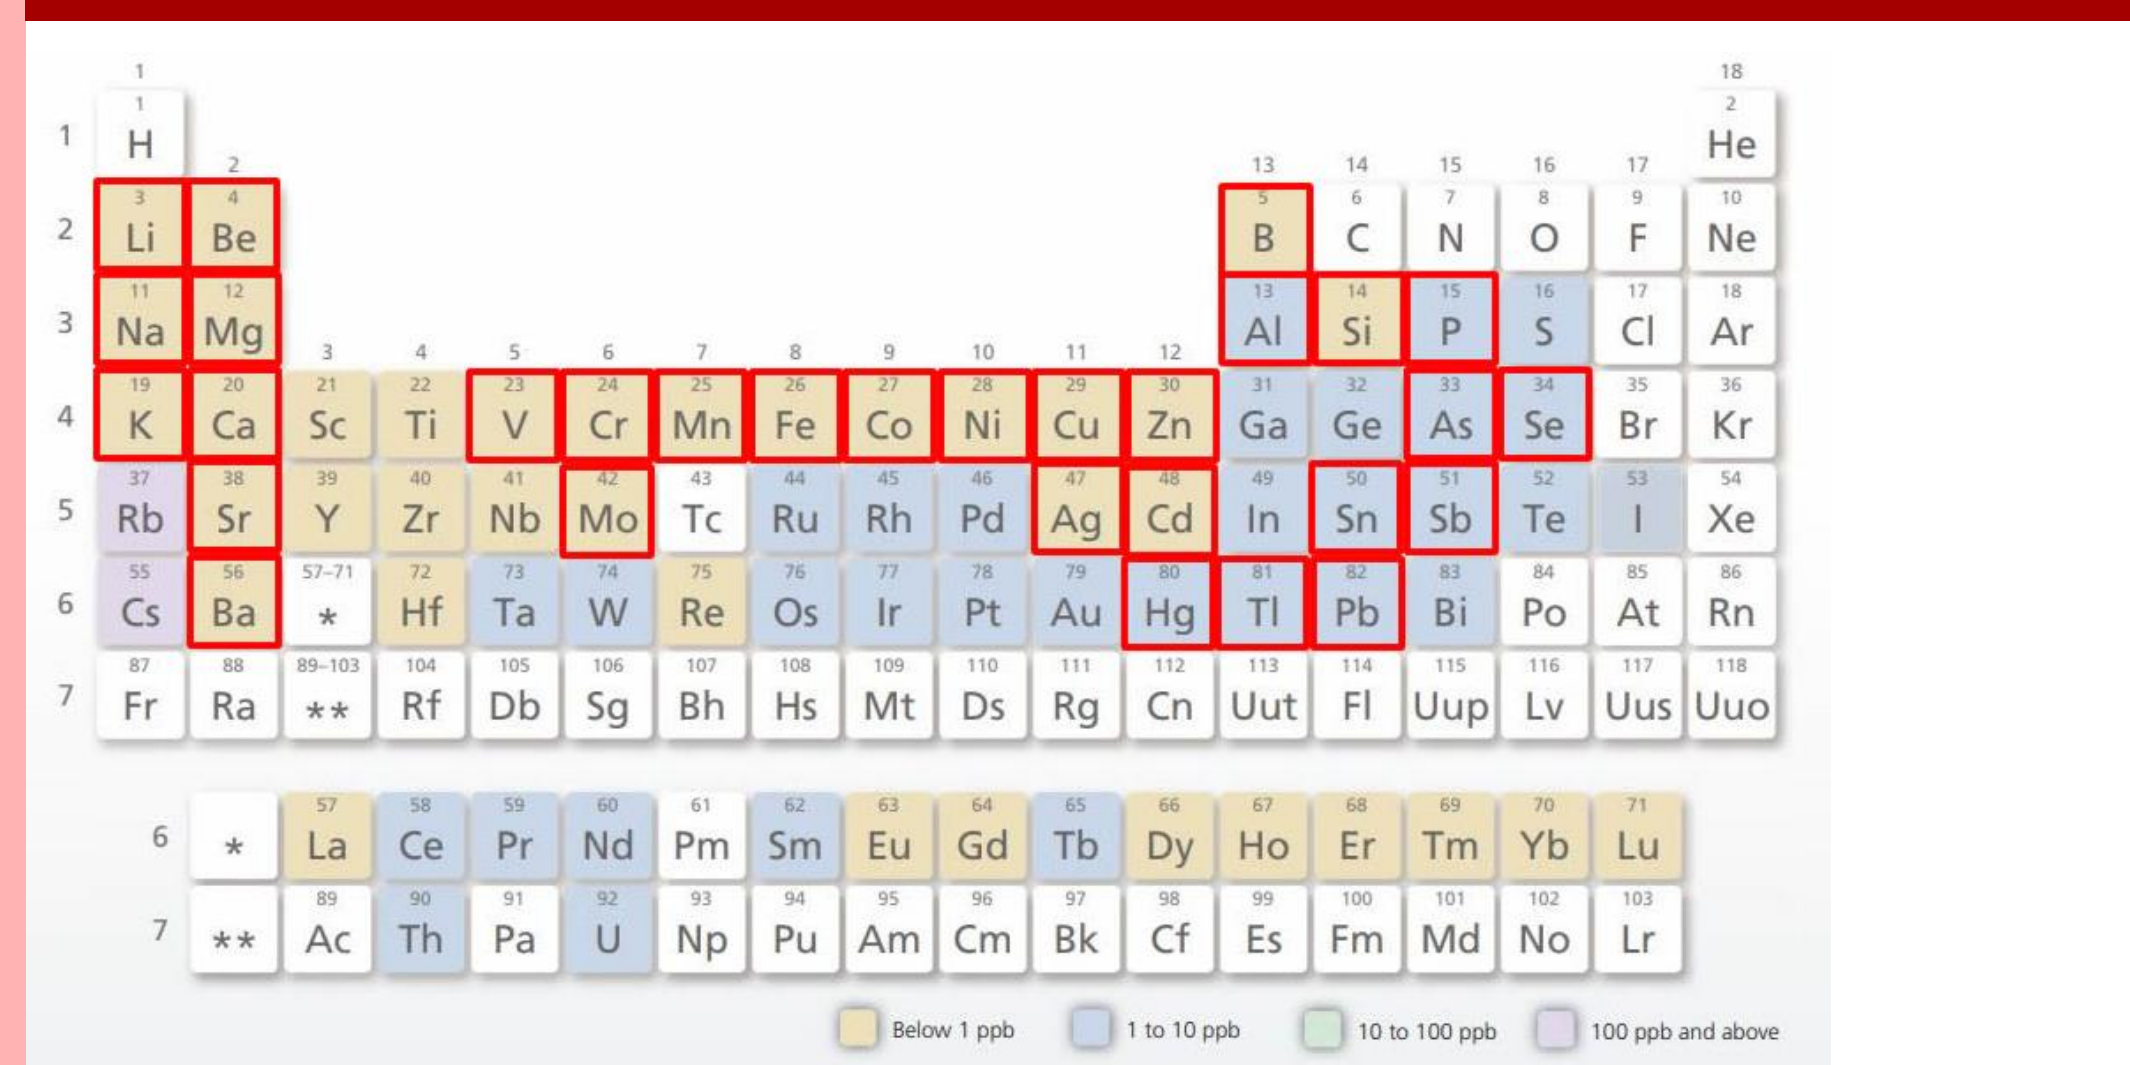 1 18
1 2
1 H He
2 13 14 15 16 17
3 4 5 6 7 8 9 10
2 Li Be B C N O F Ne
11 12 13 14 15 16 17 18
3 Na Mg Al Si P S Cl Ar
3 4 5 6 7 8 9 10 11 12
19 20 21 22 23 24 25 26 27 28 29 30 31 32 33 34 35 36
4 K Ca Sc Ti V Cr Mn Fe Co Ni Cu Zn Ga Ge As Se Br Kr
37 38 39 40 41 42 43 44 45 46 47 48 49 50 51 52 53 54
5 Rb Sr Y Zr Nb Mo Tc Ru Rh Pd Ag Cd In Sn Sb Te I Xe
55 56 57–71 72 73 74 75 76 77 78 79 80 81 82 83 84 85 86
6 Cs Ba * Hf Ta W Re Os Ir Pt Au Hg Tl Pb Bi Po At Rn
87 88 89–103 104 105 106 107 108 109 110 111 112 113 114 115 116 117 118
7 Fr Ra ** Rf Db Sg Bh Hs Mt Ds Rg Cn Uut Fl Uup Lv Uus Uuo
57 58 59 60 61 62 63 64 65 66 67 68 69 70 71
6 * La Ce Pr Nd Pm Sm Eu Gd Tb Dy Ho Er Tm Yb Lu
89 90 91 92 93 94 95 96 97 98 99 100 101 102 103
7 ** Ac Th Pa U Np Pu Am Cm Bk Cf Es Fm Md No Lr
Below 1 ppb 1 to 10 ppb 10 to 100 ppb 100 ppb and above